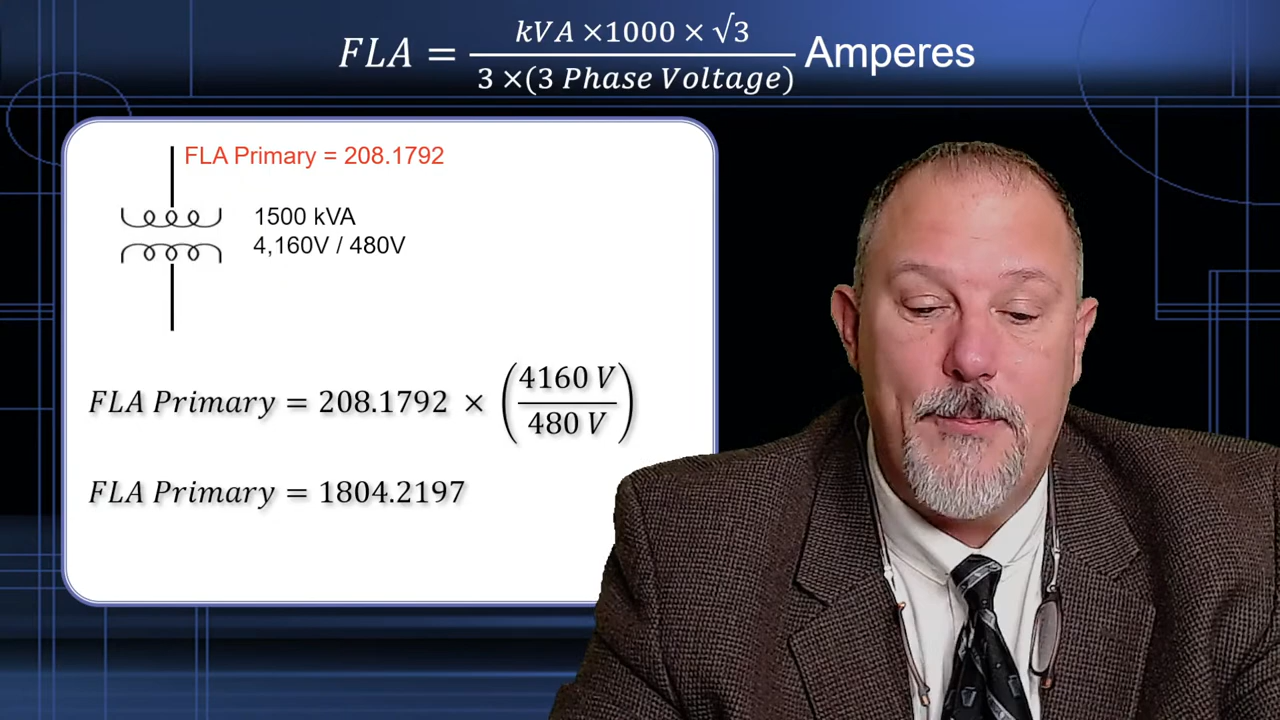 FLA = kVA ×1000 × √3 / 3 ×(3 Phase Voltage) Amperes
FLA Primary = 208.1792
1500 kVA
4,160V / 480V
FLA Primary = 208.1792 × (4160 V / 480 V)
FLA Primary = 1804.2197